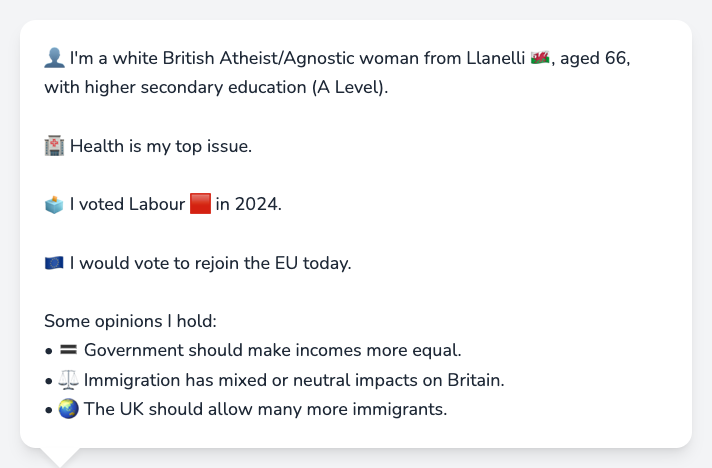 👤 I'm a white British Atheist/Agnostic woman from Llanelli 🏴󠁧󠁢󠁷󠁬󠁳󠁿, aged 66,
with higher secondary education (A Level).
🏥 Health is my top issue.
🗳️ I voted Labour 🟥 in 2024.
🇪🇺 I would vote to rejoin the EU today.
Some opinions I hold:
• 🟰 Government should make incomes more equal.
• ⚖️ Immigration has mixed or neutral impacts on Britain.
• 🌏 The UK should allow many more immigrants.